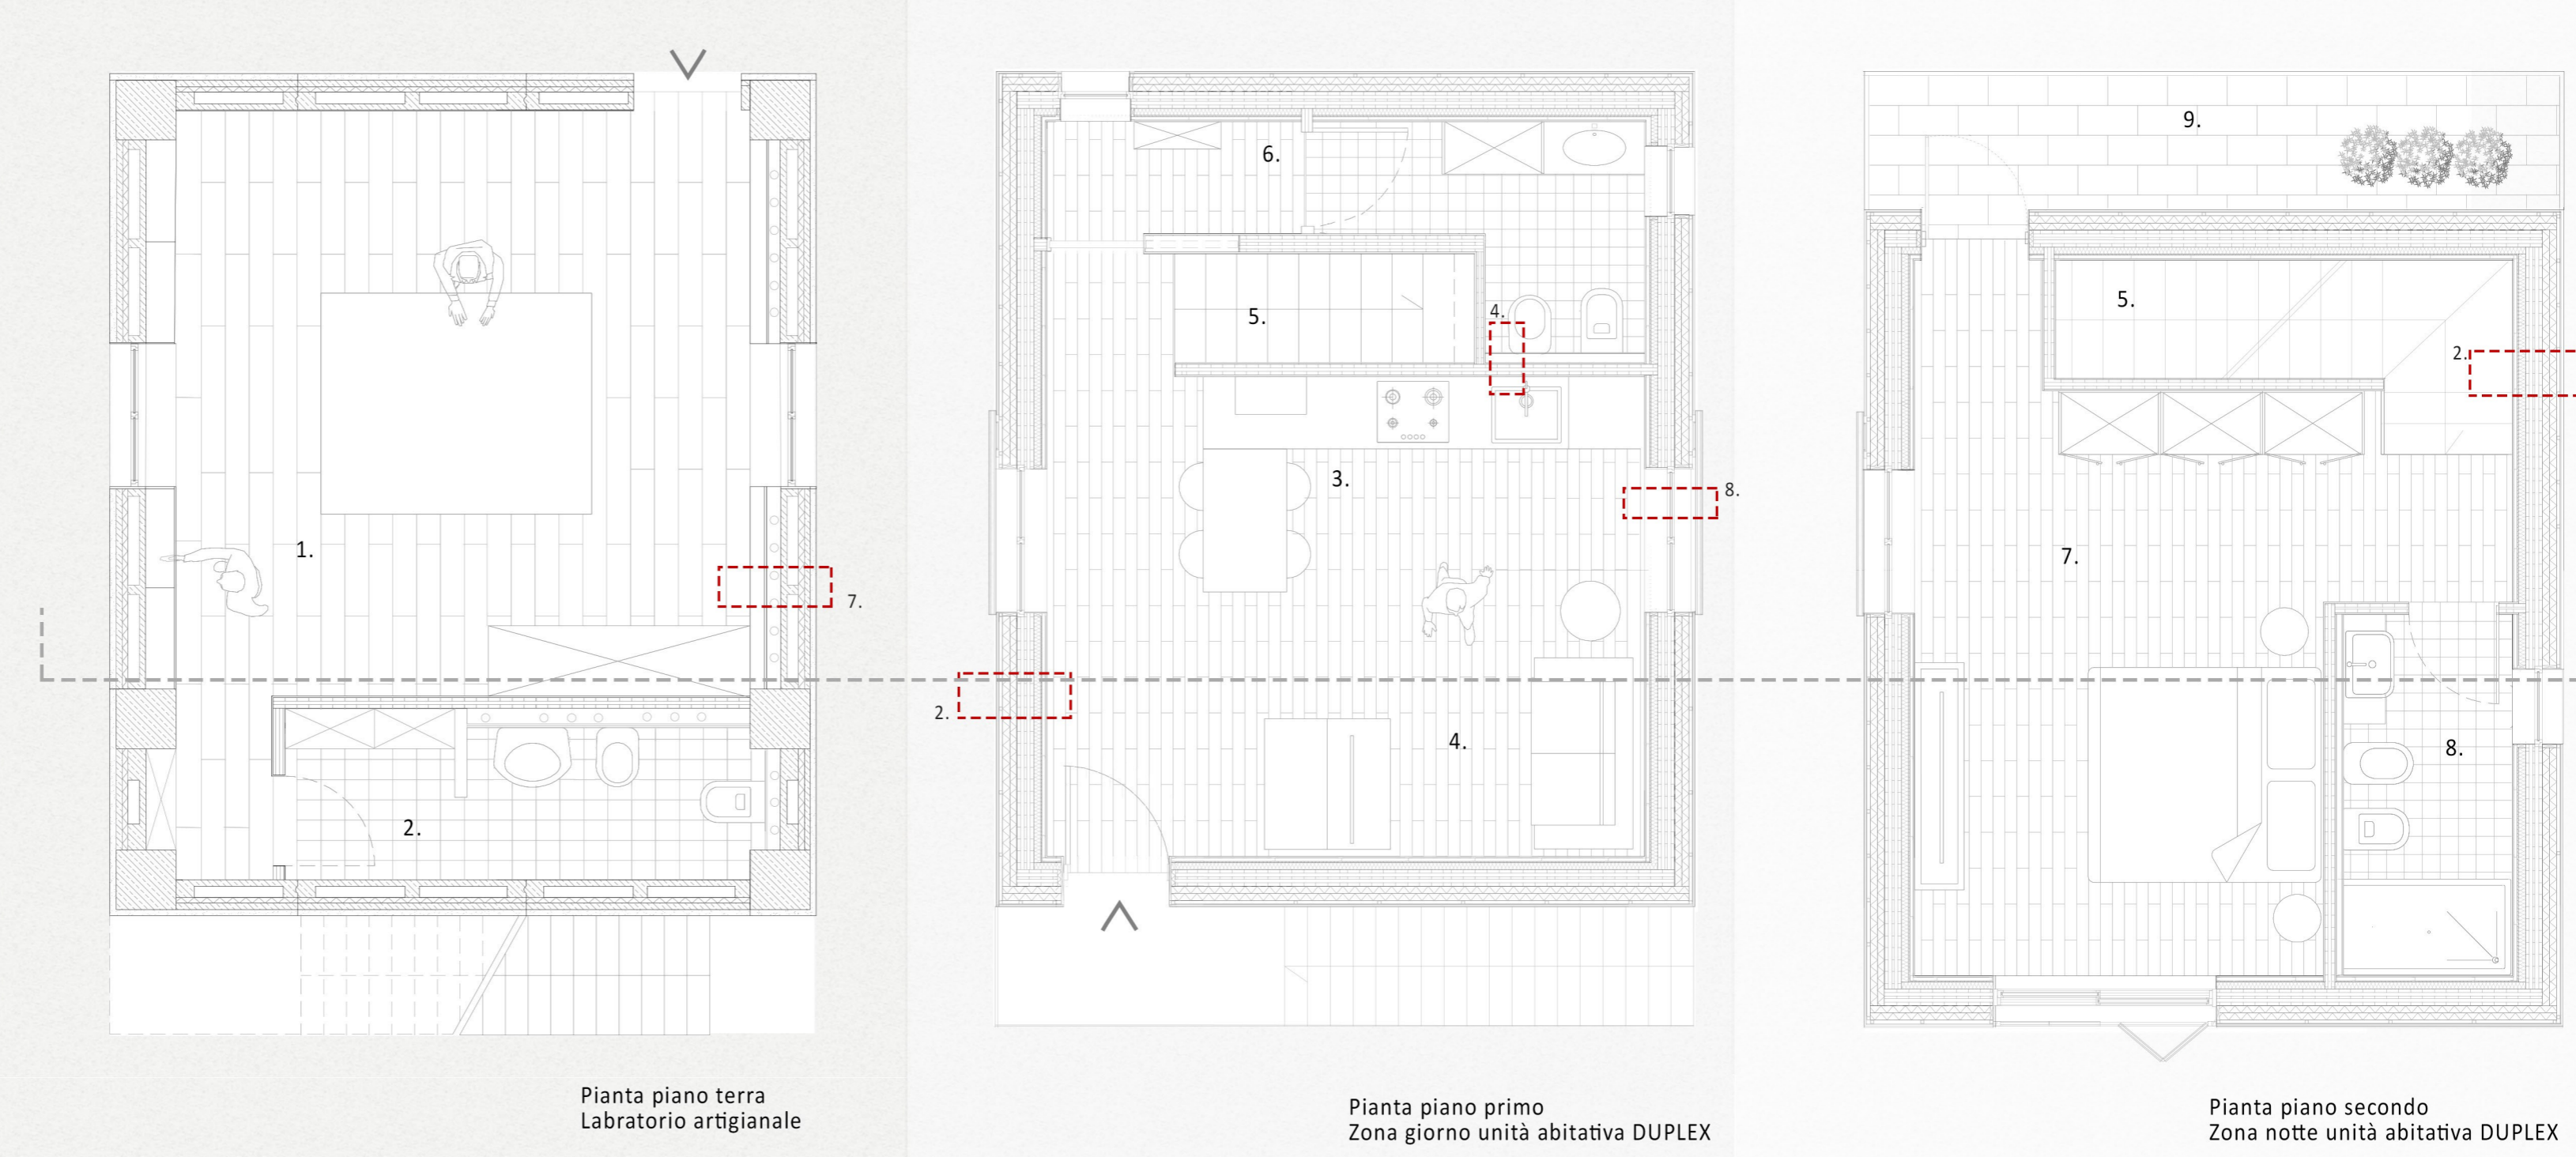 1.
2.
7.
Pianta piano terra
Labratorio artigianale
6.
5.
4.
3.
8.
2.
4.
Pianta piano primo
Zona giorno unità abitativa DUPLEX
9.
5.
2.
7.
8.
Pianta piano secondo
Zona notte unità abitativa DUPLEX